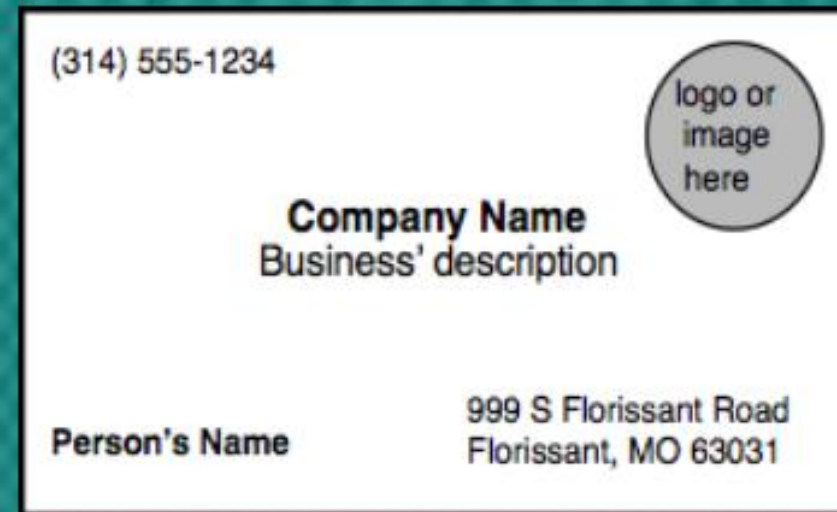 (314) 555-1234
logo or
image
here
Company Name
Business’ description
Person’s Name
999 S Florissant Road
Florissant, MO 63031